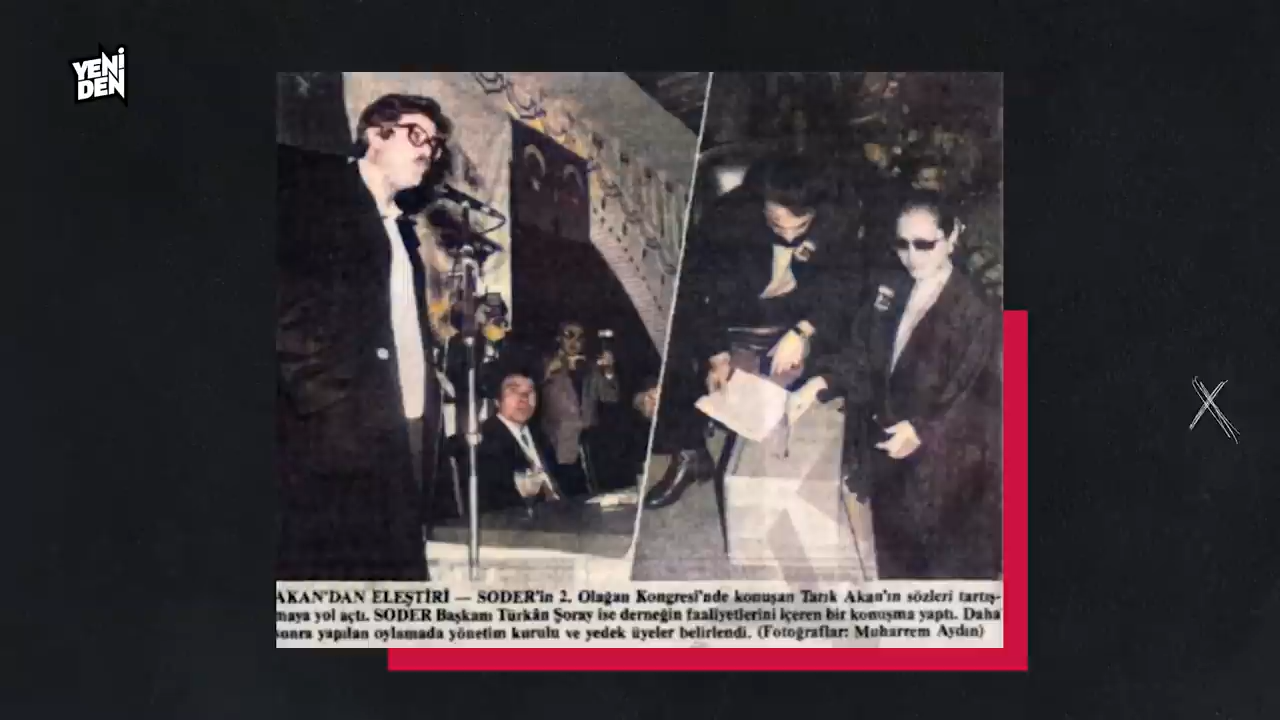 YENİ
DEN
AKAN'DAN ELEŞTİRİ — SODER'in 2. Olağan Kongresi'nde konuşan Tarık Akan'ın sözleri tartış-
maya yol açtı. SODER Başkanı Türkân Şoray ise derneğin faaliyetlerini içeren bir konuşma yaptı. Daha
sonra yapılan oylamada yönetim kurulu ve yedek üyeler belirlendi. (Fotoğraflar: Muharrem Aydın)